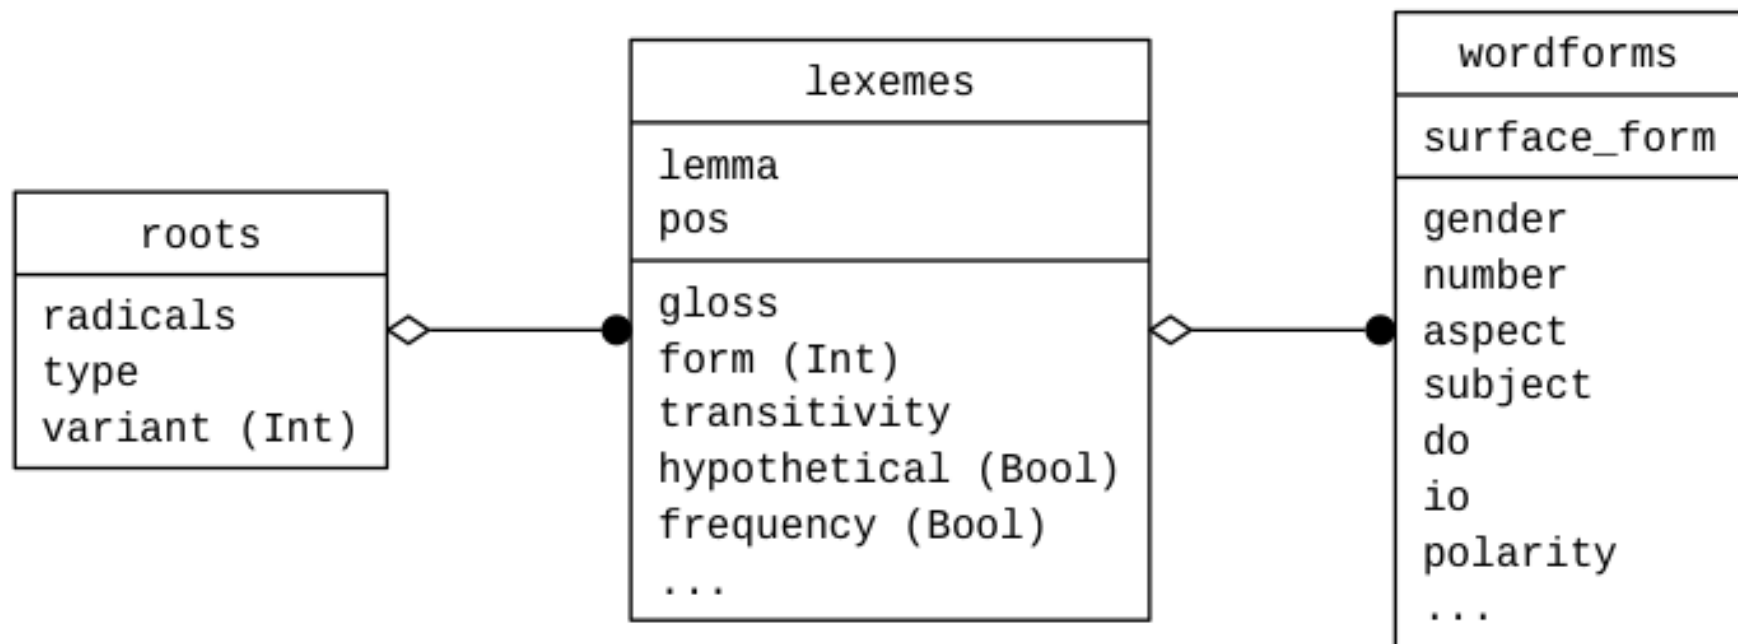 roots
radicals
type
variant (Int)
lexemes
lemma
pos
gloss
form (Int)
transitivity
hypothetical (Bool)
frequency (Bool)
...
wordforms
surface_form
gender
number
aspect
subject
do
io
polarity
...